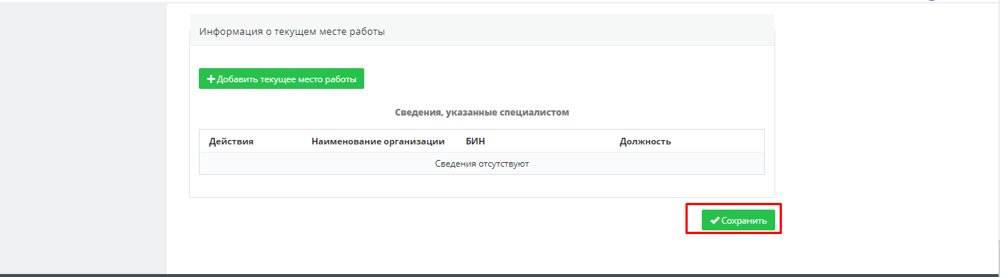 Информация о текущем месте работы
Добавить текущее место работы
Сведения, указанные специалистом
Действия Наименование организации БИН Должность
Сведения отсутствуют
Сохранить